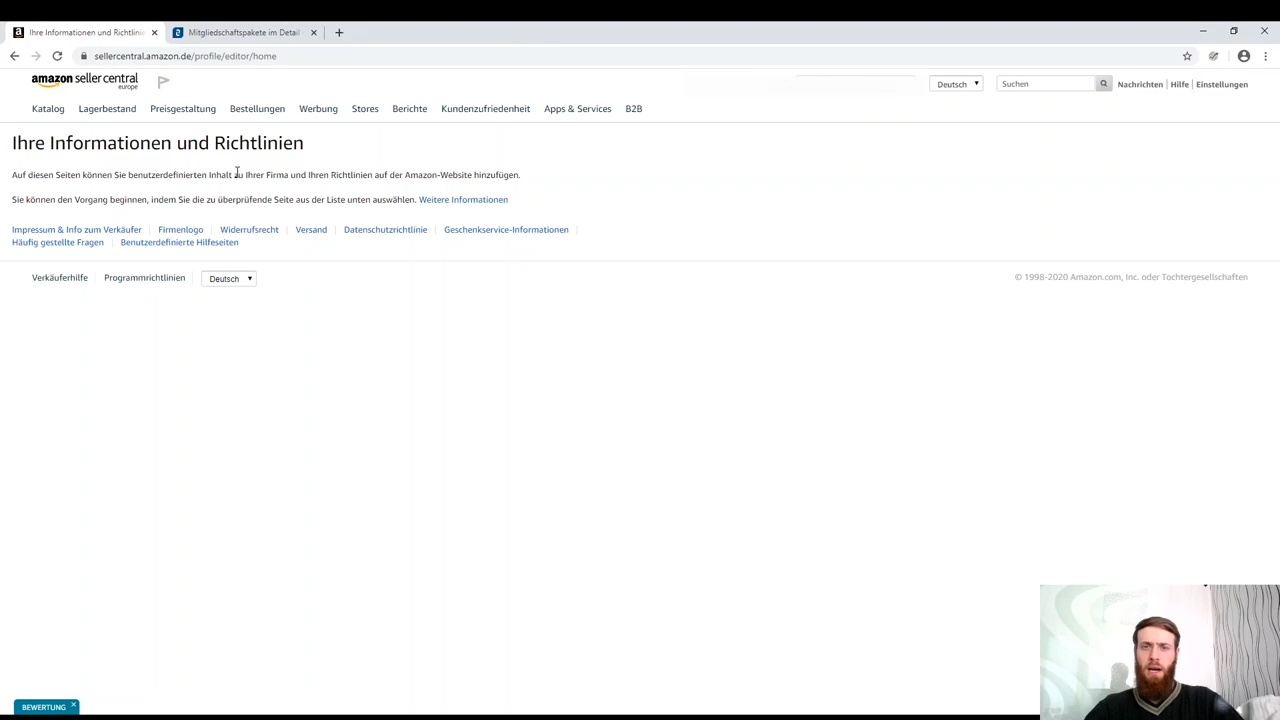 Ihre Informationen und Richtlinie
Mitgliedschaftspakete im Detail
sellercentral.amazon.de/profile/editor/home
amazon seller central
europe
Deutsch
Suchen
Nachrichten | Hilfe | Einstellungen
Katalog Lagerbestand Preisgestaltung Bestellungen Werbung Stores Berichte Kundenzufriedenheit Apps & Services B2B
Ihre Informationen und Richtlinien
Auf diesen Seiten können Sie benutzerdefinierten Inhalt zu Ihrer Firma und Ihren Richtlinien auf der Amazon-Website hinzufügen.
Sie können den Vorgang beginnen, indem Sie die zu überprüfende Seite aus der Liste unten auswählen. Weitere Informationen
Impressum & Info zum Verkäufer | Firmenlogo | Widerrufsrecht | Versand | Datenschutzrichtlinie | Geschenkservice-Informationen |
Häufig gestellte Fragen | Benutzerdefinierte Hilfeseiten
Verkäuferhilfe | Programmrichtlinien | Deutsch
© 1998-2020 Amazon.com, Inc. oder Tochtergesellschaften
BEWERTUNG